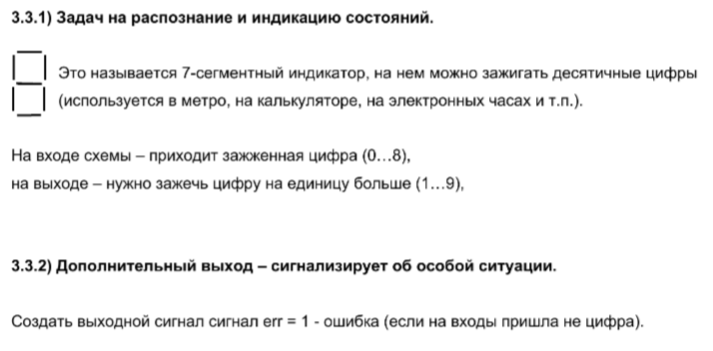 3.3.1) Задач на распознание и индикацию состояний.
Это называется 7-сегментный индикатор, на нем можно зажигать десятичные цифры
(используется в метро, на калькуляторе, на электронных часах и т.п.).
На входе схемы – приходит зажженная цифра (0...8),
на выходе – нужно зажечь цифру на единицу больше (1...9),
3.3.2) Дополнительный выход – сигнализирует об особой ситуации.
Создать выходной сигнал сигнал err = 1 - ошибка (если на входы пришла не цифра).